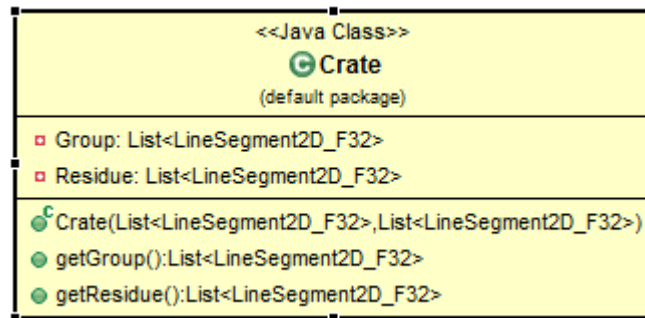 <<Java Class>>
Crate
(default package)
Group: List<LineSegment2D_F32>
Residue: List<LineSegment2D_F32>
Crate(List<LineSegment2D_F32>,List<LineSegment2D_F32>)
getGroup():List<LineSegment2D_F32>
getResidue():List<LineSegment2D_F32>